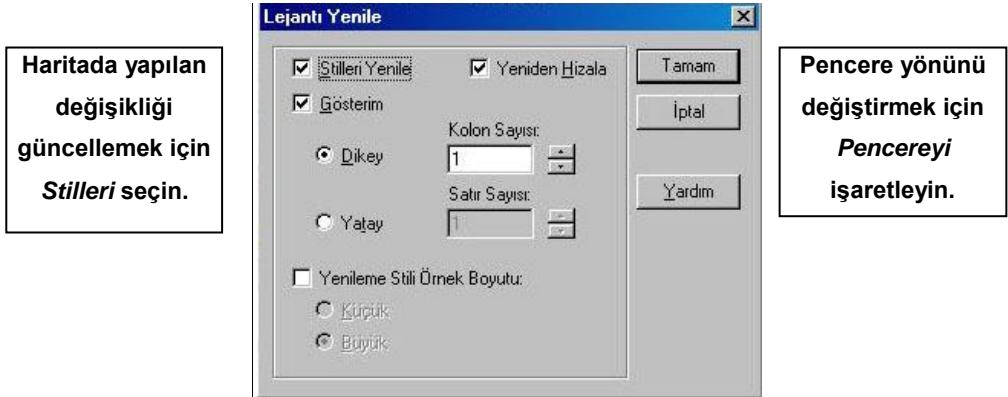 Lejantı Yenile
Haritada yapılan
değişikliği
güncellemek için
Stilleri seçin.
Stilleri Yenile
Yeniden Hizala
Gösterim
Kolon Sayısı:
Dikey
1
Satır Sayısı:
Yatay
1
Yenileme Stili Örnek Boyutu:
Küçük
Büyük
Tamam
İptal
Yardım
Pencere yönünü
değiştirmek için
Pencereyi
işaretleyin.